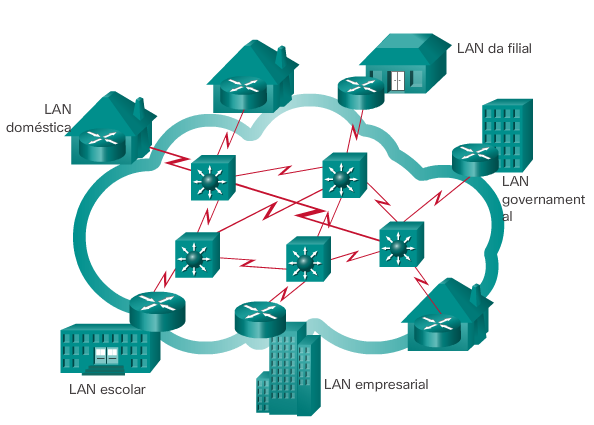 LAN da filial
LAN
doméstica
LAN
governament
al
LAN escolar
LAN empresarial